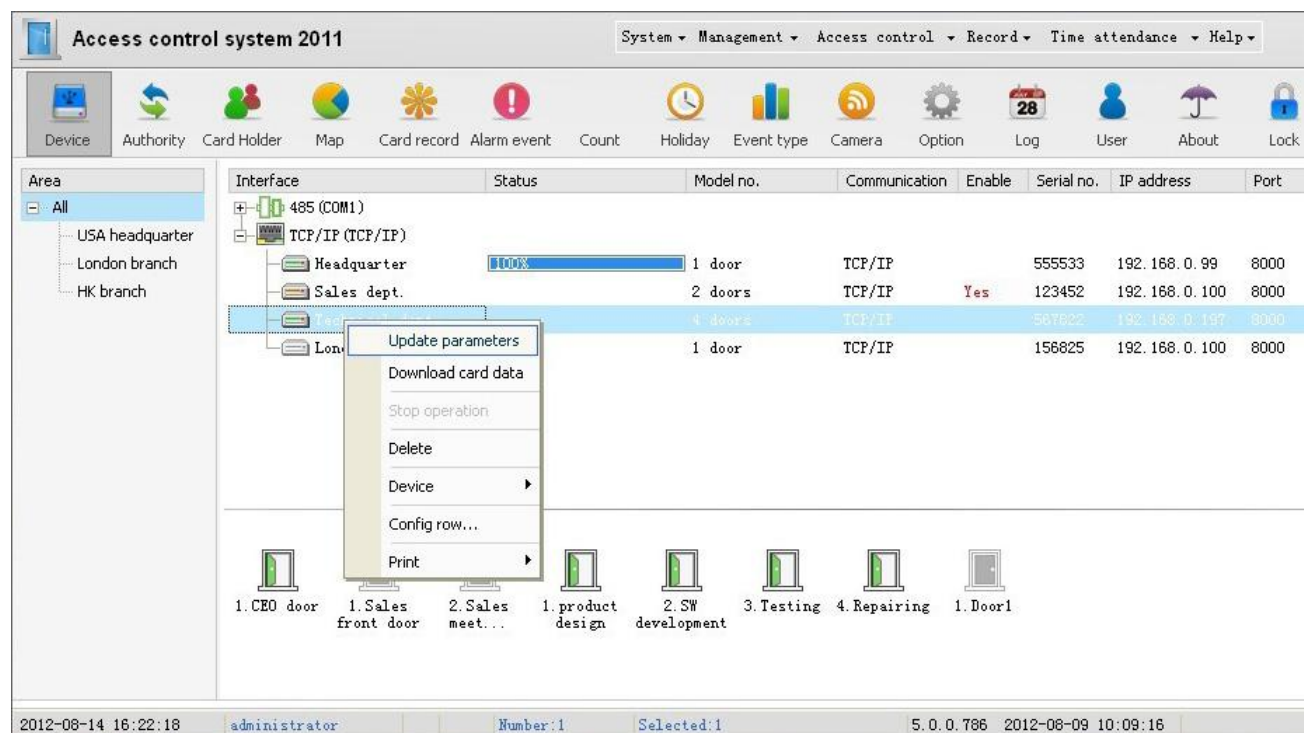 Access control system 2011
System Management Access control Record Time attendance Help
Device Authority Card Holder Map Card record Alarm event Count Holiday Event type Camera Option Log User About Lock
28
Area Interface Status Model no. Communication Enable Serial no. IP address Port
All
USA headquarter
London branch
HK branch
485 (COM1)
TCP/IP (TCP/IP)
Headquarter 100% 1 door TCP/IP 555533 192.168.0.99 8000
Sales dept. 2 doors TCP/IP Yes 123452 192.168.0.100 8000
4 doors TCP/IP 567822 192.168.0.197 8000
1 door TCP/IP 156825 192.168.0.100 8000
Update parameters
Download card data
Stop operation
Delete
Device
Config row...
Print
1.CEO door
1.Sales
front door
2.Sales
meet...
1.product
design
2.SW
development
3.Testing
4.Repairing
1.Door1
2012-08-14 16:22:18 administrator Number:1 Selected:1 5.0.0.786 2012-08-09 10:09:16